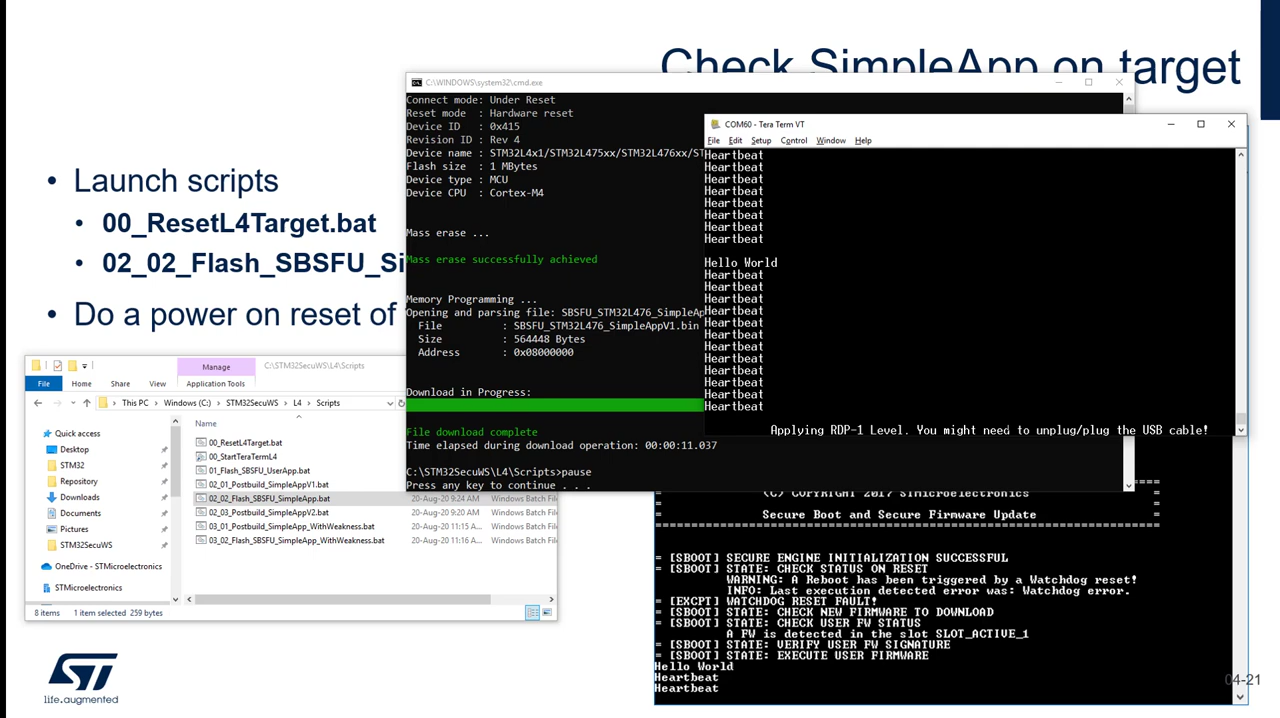 Check SimpleApp on target
• Launch scripts
• 00_ResetL4Target.bat
• 02_02_Flash_SBSFU_Si
• Do a power on reset of
C:\WINDOWS\system32\cmd.exe
Connect mode: Under Reset
Reset mode  : Hardware reset
Device ID   : 0x415
Revision ID : Rev 4
Device name : STM32L4x1/STM32L475xx/STM32L476xx/ST
Flash size  : 1 MBytes
Device type : MCU
Device CPU  : Cortex-M4
Mass erase ...
Mass erase successfully achieved
Memory Programming ...
Opening and parsing file: SBSFU_STM32L476_SimpleAp
File          : SBSFU_STM32L476_SimpleAppV1.bin
Size          : 564448 Bytes
Address       : 0x08000000
Download in Progress:
File download complete
Time elapsed during download operation: 00:00:11.037
C:\STM32SecuWS\L4\Scripts>pause
Press any key to continue . . .
COM60 - Tera Term VT
File Edit Setup Control Window Help
Heartbeat
Heartbeat
Heartbeat
Heartbeat
Heartbeat
Heartbeat
Heartbeat
Heartbeat
Hello World
Heartbeat
Heartbeat
Heartbeat
Heartbeat
Heartbeat
Heartbeat
Heartbeat
Heartbeat
Heartbeat
Heartbeat
Heartbeat
Heartbeat
Applying RDP-1 Level. You might need to unplug/plug the USB cable!
Manage C:\STM32SecuWS\L4\Scripts
File Home Share View Application Tools
This PC > Windows (C:) > STM32SecuWS > L4 > Scripts
Name
Quick access
Desktop
STM32
Repository
Downloads
Documents
Pictures
STM32SecuWS
OneDrive - STMicroelectronics
STMicroelectronics
00_ResetL4Target.bat
00_StartTeraTermL4
01_Flash_SBSFU_UserApp.bat
02_01_Postbuild_SimpleAppV1.bat
02_02_Flash_SBSFU_SimpleApp.bat 20-Aug-20 9:24 AM Windows Batch File
02_03_Postbuild_SimpleAppV2.bat 20-Aug-20 9:20 AM Windows Batch File
03_01_Postbuild_SimpleApp_WithWeakness.bat 20-Aug-20 11:15 A... Windows Batch File
03_02_Flash_SBSFU_SimpleApp_WithWeakness.bat 20-Aug-20 11:16 A... Windows Batch File
8 items 1 item selected 259 bytes
= (C) COPYRIGHT 2017 STMicroelectronics =
= =
= Secure Boot and Secure Firmware Update =
======================================================================
= [SBOOT] SECURE ENGINE INITIALIZATION SUCCESSFUL
= [SBOOT] STATE: CHECK STATUS ON RESET
WARNING: A Reboot has been triggered by a Watchdog reset!
INFO: Last execution detected error was: Watchdog error.
= [EXCPT] WATCHDOG RESET FAULT!
= [SBOOT] STATE: CHECK NEW FIRMWARE TO DOWNLOAD
= [SBOOT] STATE: CHECK USER FW STATUS
A FW is detected in the slot SLOT_ACTIVE_1
= [SBOOT] STATE: VERIFY USER FW SIGNATURE
= [SBOOT] STATE: EXECUTE USER FIRMWARE
Hello World
Heartbeat
Heartbeat
ST
life.augmented
04-21